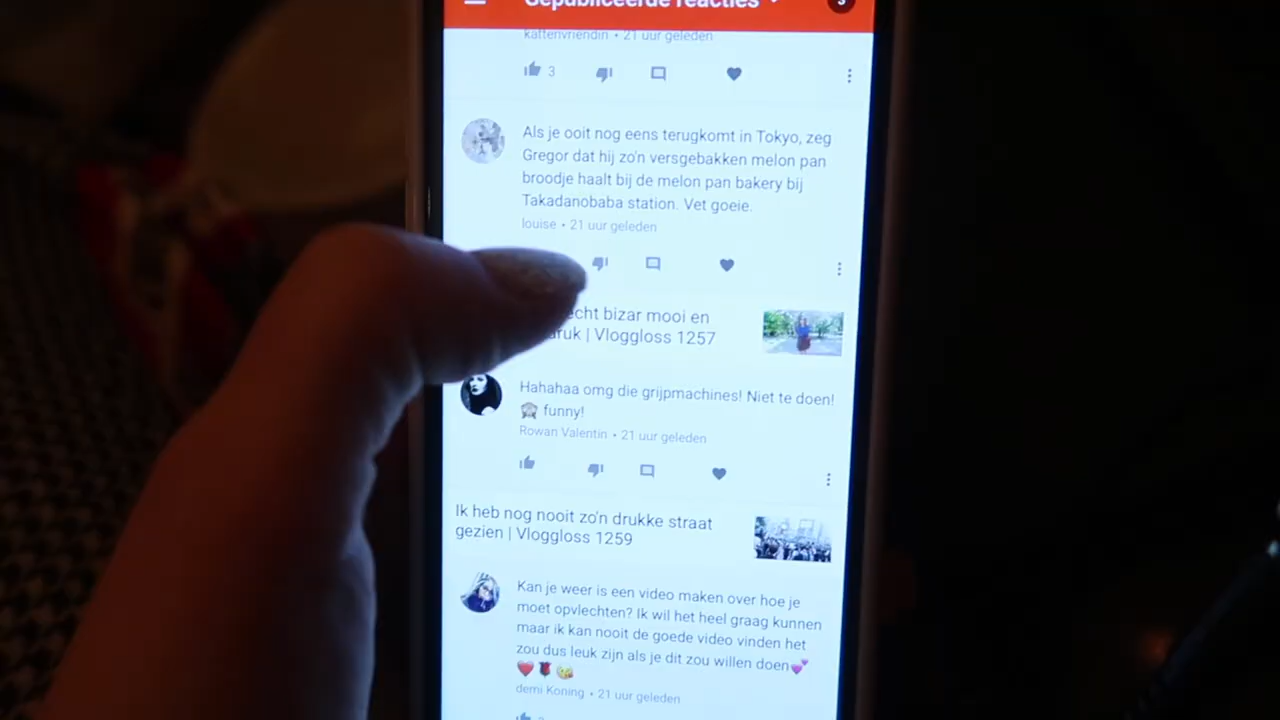 Gepubliceerde reacties
kattenvriendin • 21 uur geleden
3
Als je ooit nog eens terugkomt in Tokyo, zeg
Gregor dat hij zo'n versgebakken melon pan
broodje haalt bij de melon pan bakery bij
Takadanobaba station. Vet goeie.
louise • 21 uur geleden
echt bizar mooi en
druk | Vloggloss 1257
Hahahaa omg die grijpmachines! Niet te doen!
🙈 funny!
Rowan Valentin • 21 uur geleden
Ik heb nog nooit zo'n drukke straat
gezien | Vloggloss 1259
Kan je weer is een video maken over hoe je
moet opvlechten? Ik wil het heel graag kunnen
maar ik kan nooit de goede video vinden het
zou dus leuk zijn als je dit zou willen doen💕
❤️🌹😘
demi Koning • 21 uur geleden